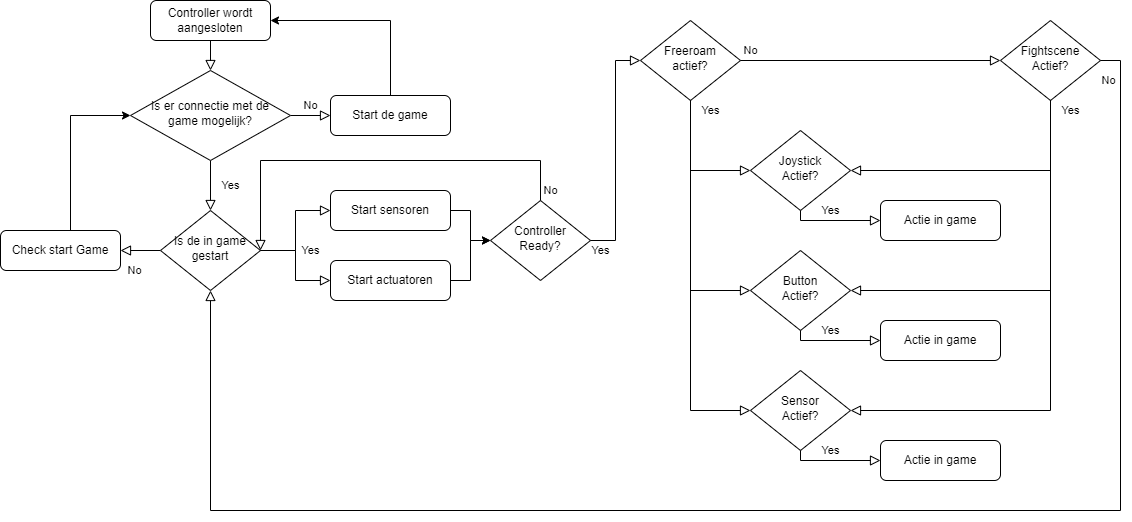 Controller wordt
aangesloten
Is er connectie met de
game mogelijk?
No
Start de game
Yes
Is de in game
gestart
No
Check start Game
Yes
Start sensoren
Start actuatoren
Controller
Ready?
No
Yes
Freeroam
actief?
No
Yes
Fightscene
Actief?
No
Yes
Joystick
Actief?
Yes
Actie in game
Button
Actief?
Yes
Actie in game
Sensor
Actief?
Yes
Actie in game